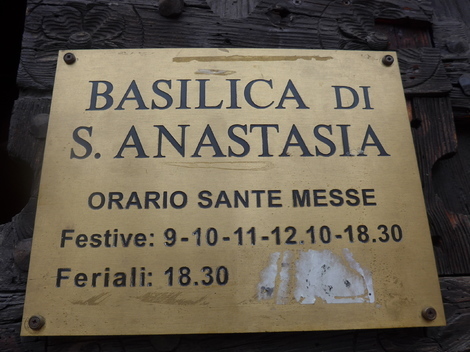 BASILICA DI
S. ANASTASIA
ORARIO SANTE MESSE
Festive: 9-10-11-12.10-18.30
Feriali: 18.30